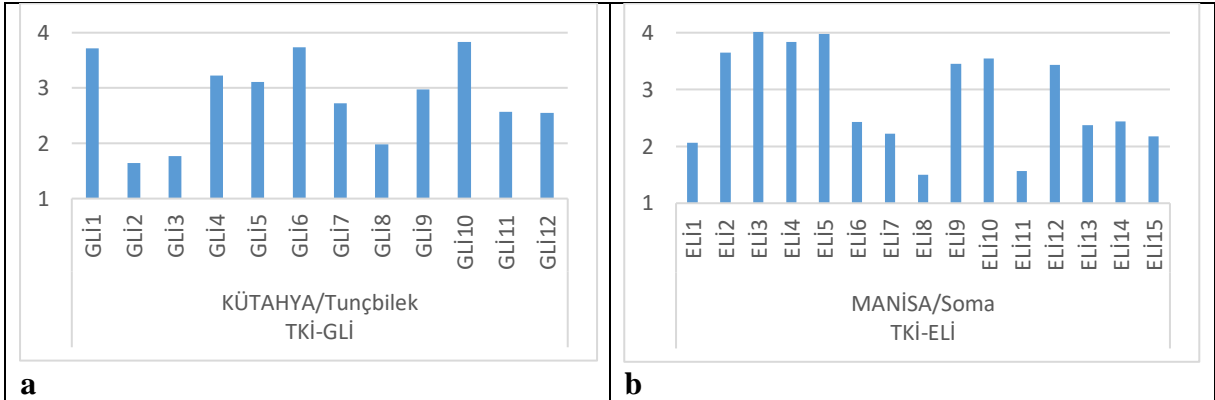 4
3
2
1
GLİ1
GLİ2
GLİ3
GLİ4
GLİ5
GLİ6
GLİ7
GLİ8
GLİ9
GLİ10
GLİ11
GLİ12
KÜTAHYA/Tunçbilek
TKİ-GLİ
a
4
3
2
1
ELİ1
ELİ2
ELİ3
ELİ4
ELİ5
ELİ6
ELİ7
ELİ8
ELİ9
ELİ10
ELİ11
ELİ12
ELİ13
ELİ14
ELİ15
MANİSA/Soma
TKİ-ELİ
b